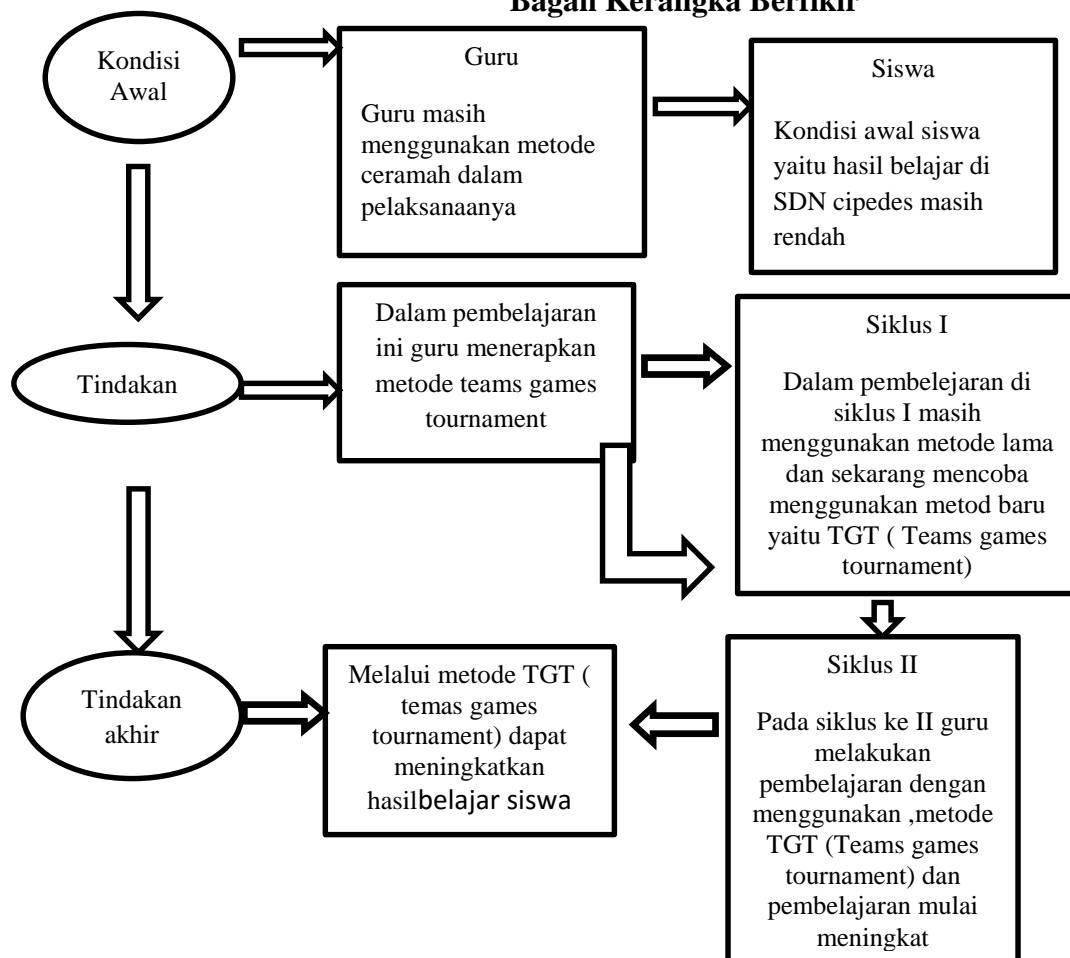 Bagan Kerangka Berfikir
Kondisi
Awal
Guru
Guru masih
menggunakan metode
ceramah dalam
pelaksanaanya
Siswa
Kondisi awal siswa
yaitu hasil belajar di
SDN cipedes masih
rendah
Tindakan
Dalam pembelajaran
ini guru menerapkan
metode teams games
tournament
Siklus I
Dalam pembelejaran di
siklus I masih
menggunakan metode lama
dan sekarang mencoba
menggunakan metod baru
yaitu TGT ( Teams games
tournament)
Tindakan
akhir
Melalui metode TGT (
temas games
tournament) dapat
meningkatkan
hasilbelajar siswa
Siklus II
Pada siklus ke II guru
melakukan
pembelajaran dengan
menggunakan ,metode
TGT (Teams games
tournament) dan
pembelajaran mulai
meningkat